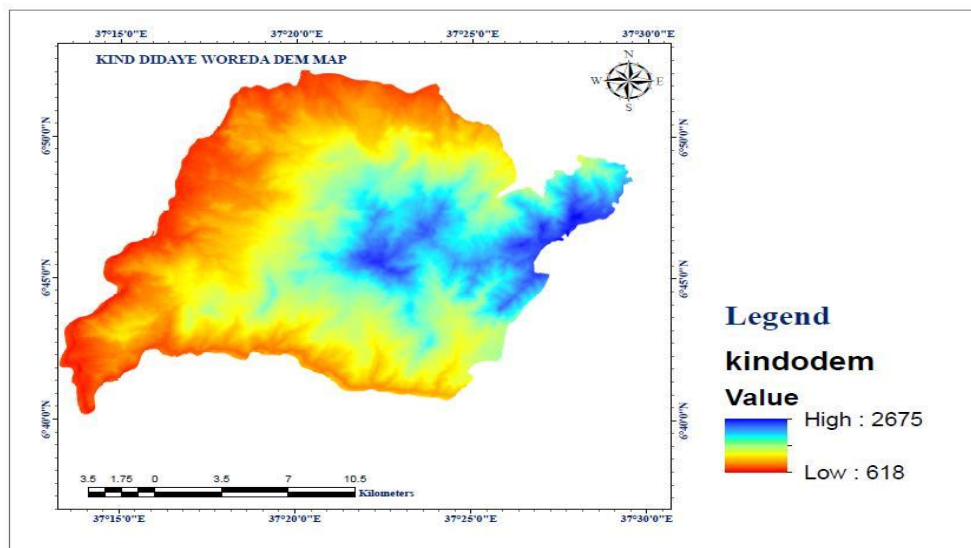 37°15'0"E 37°20'0"E 37°25'0"E 37°30'0"E
KIND DIDAYE WOREDA DEM MAP
N
W E
S
6°50'0"N 6°50'0"N
6°45'0"N 6°45'0"N
6°40'0"N 6°40'0"N
Legend
kindodem
Value
High : 2675
Low : 618
3.5 1.75 0 3.5 7 10.5
Kilometers
37°15'0"E 37°20'0"E 37°25'0"E 37°30'0"E